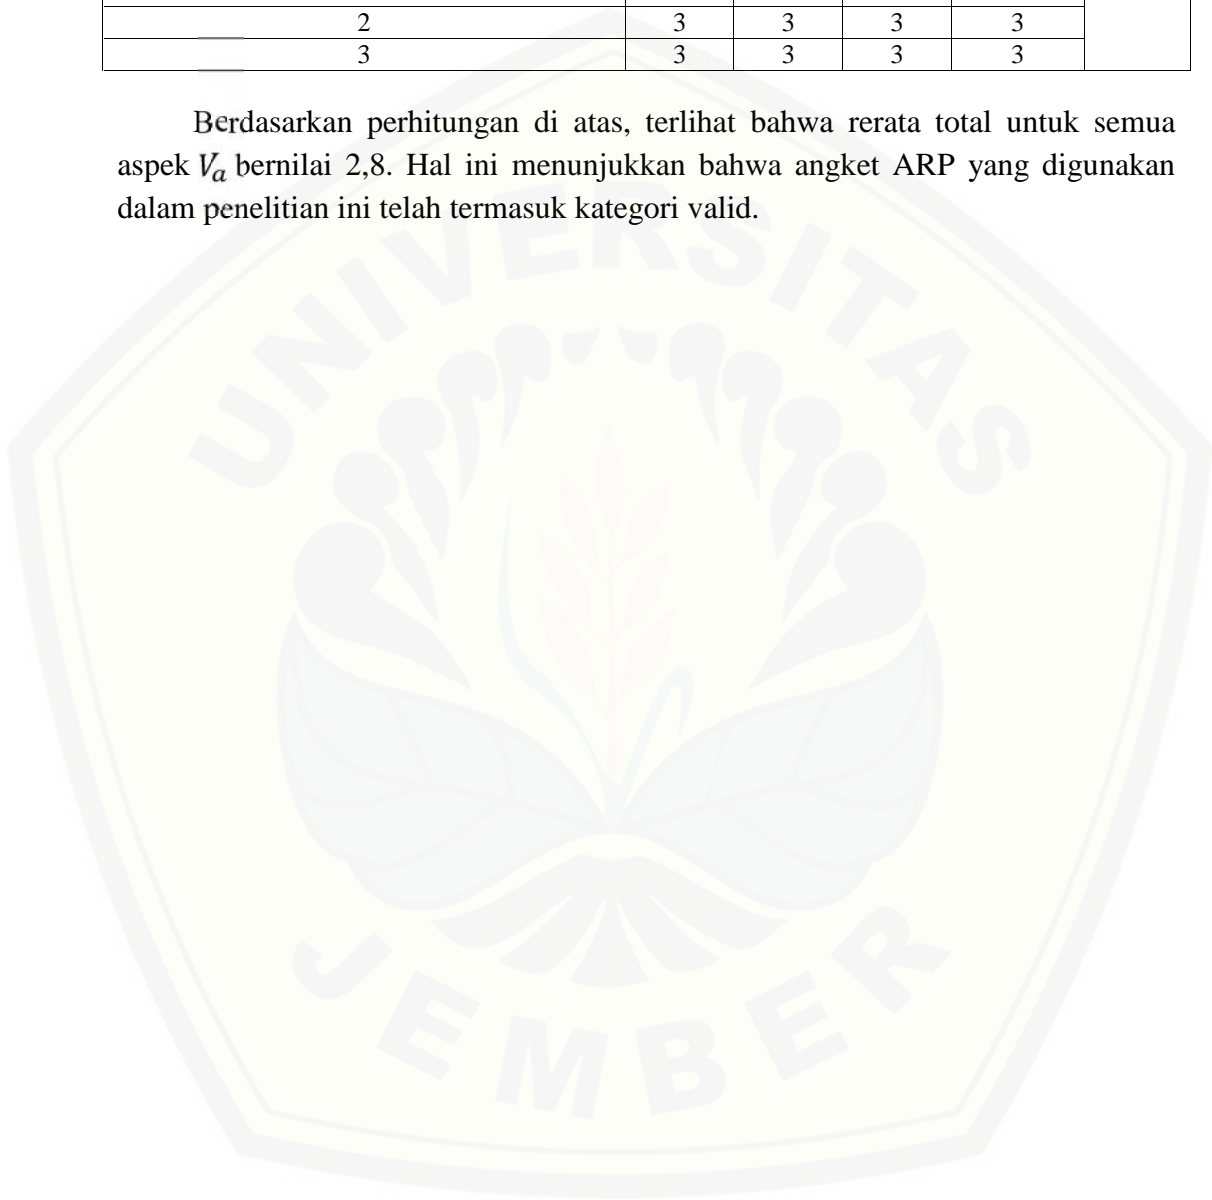 2 3 3 3 3
3 3 3 3 3
Berdasarkan perhitungan di atas, terlihat bahwa rerata total untuk semua
aspek Vₐ bernilai 2,8. Hal ini menunjukkan bahwa angket ARP yang digunakan
dalam penelitian ini telah termasuk kategori valid.
UNIVERSITAS
JEMBER